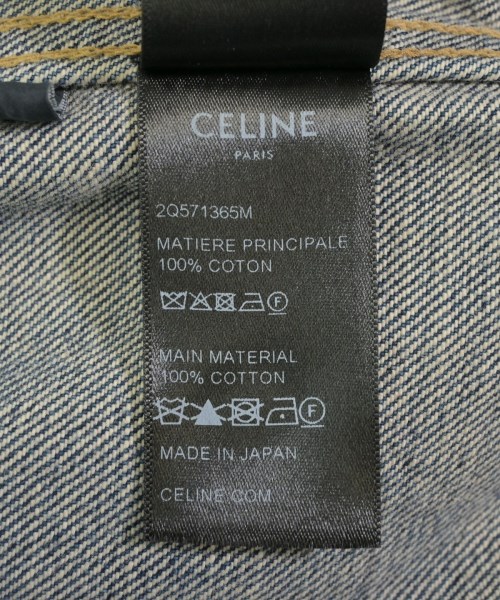 CELINE
PARIS
2Q571365M
MATIERE PRINCIPALE
100% COTON
F
MAIN MATERIAL
100% COTTON
F
MADE IN JAPAN
CELINE.COM